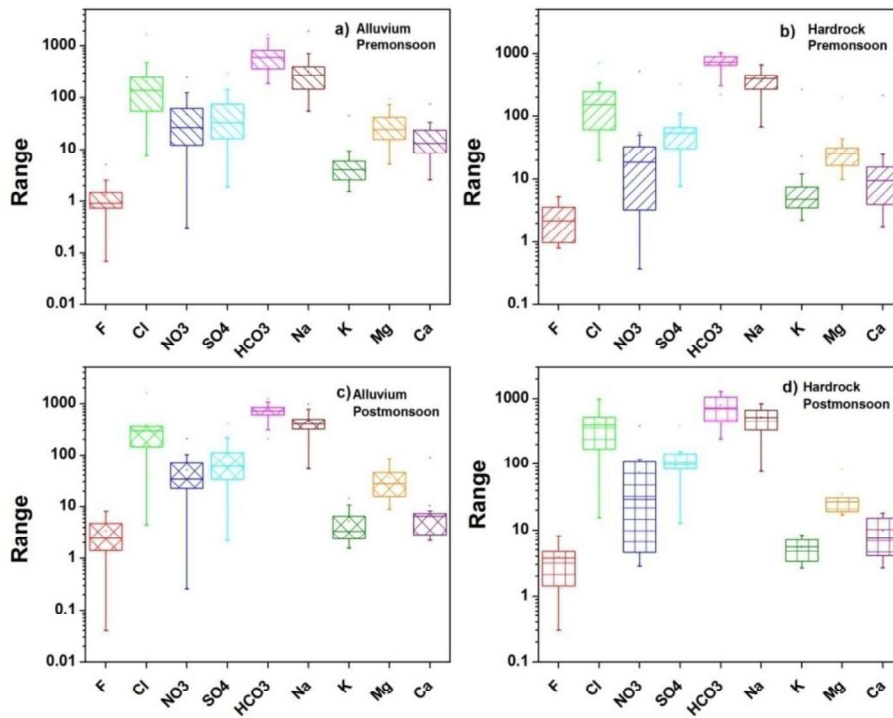 a) Alluvium
Premonsoon
Range
1000
100
10
1
0.1
0.01
F Cl NO3 SO4 HCO3 Na K Mg Ca
b) Hardrock
Premonsoon
Range
1000
100
10
1
0.1
F Cl NO3 SO4 HCO3 Na K Mg Ca
c) Alluvium
Postmonsoon
Range
1000
100
10
1
0.1
0.01
F Cl NO3 SO4 HCO3 Na K Mg Ca
d) Hardrock
Postmonsoon
Range
1000
100
10
1
0.1
F Cl NO3 SO4 HCO3 Na K Mg Ca